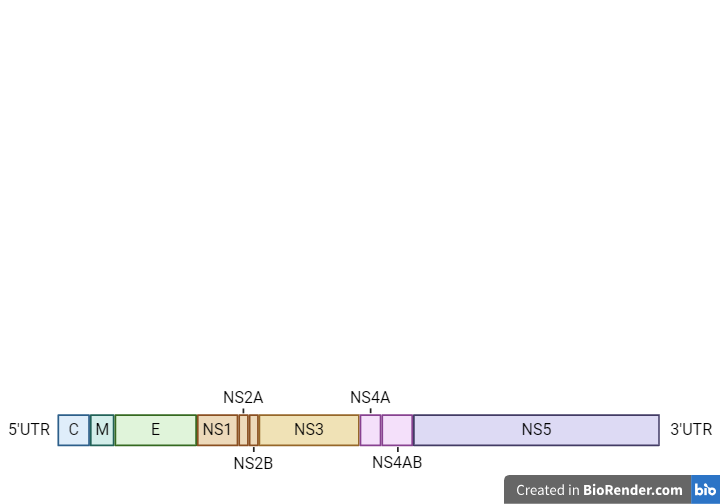 NS2A NS4A
5'UTR C M E NS1 NS3 NS5 3'UTR
NS2B NS4AB
Created in BioRender.com bio